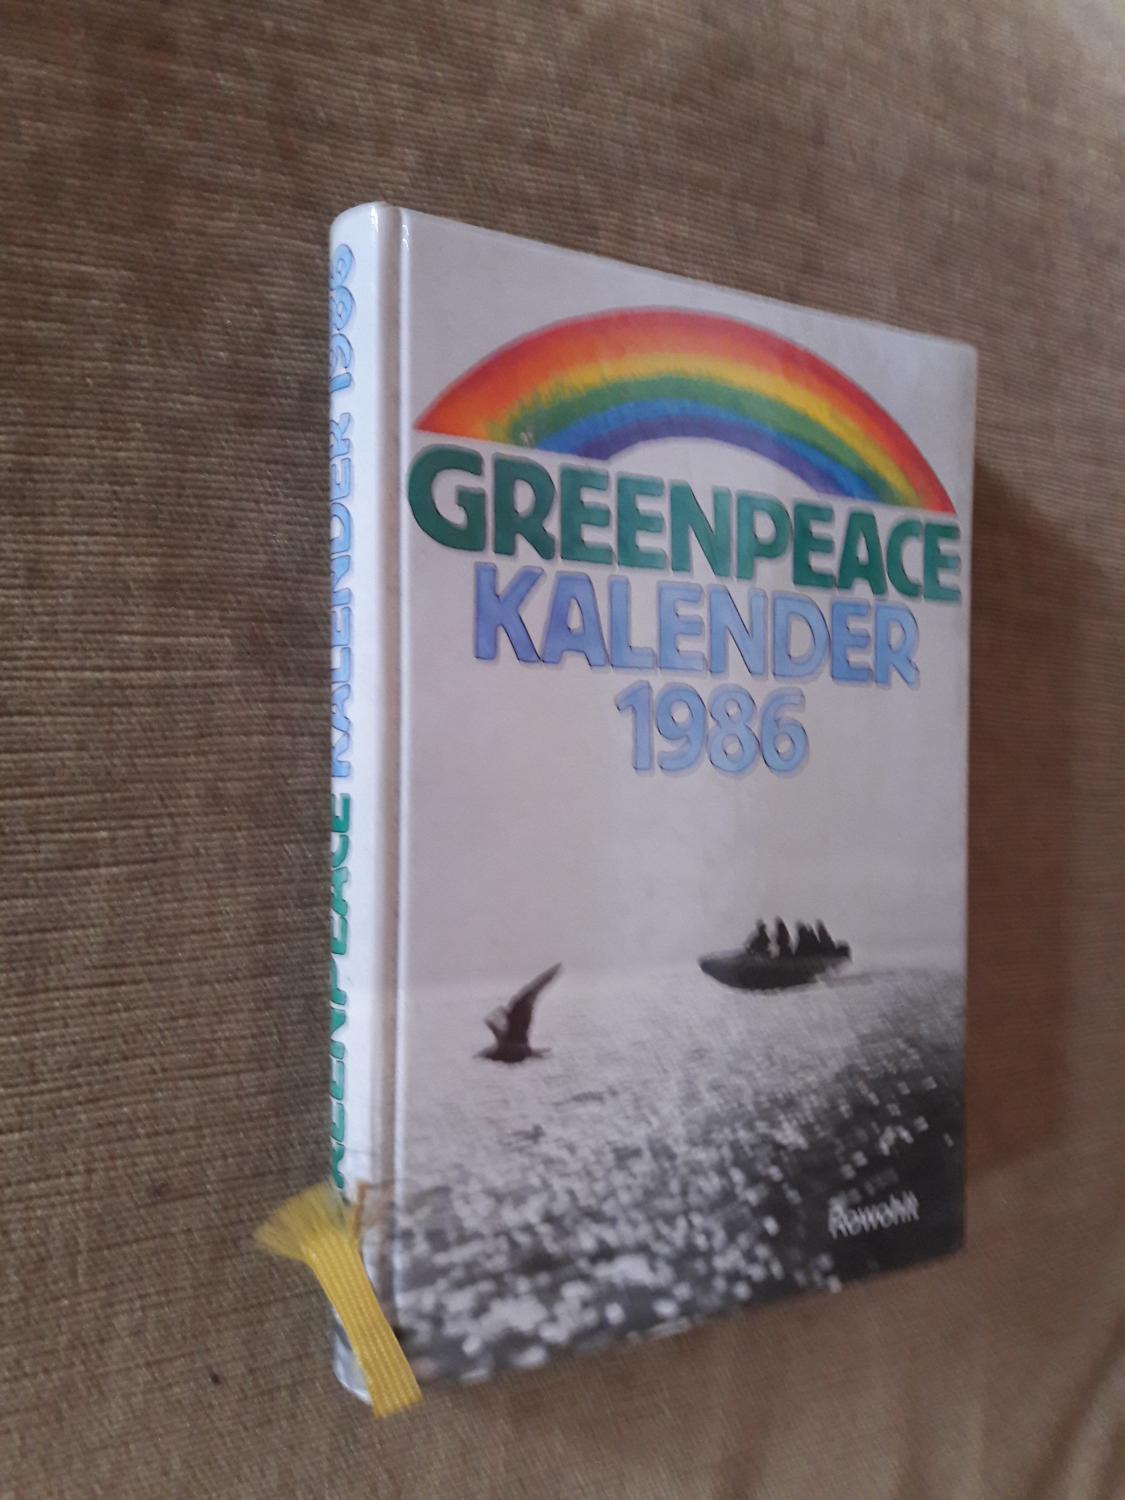 GREENPEACE
KALENDER
1986
Rowohlt
REENPEACE KALENDER 1986